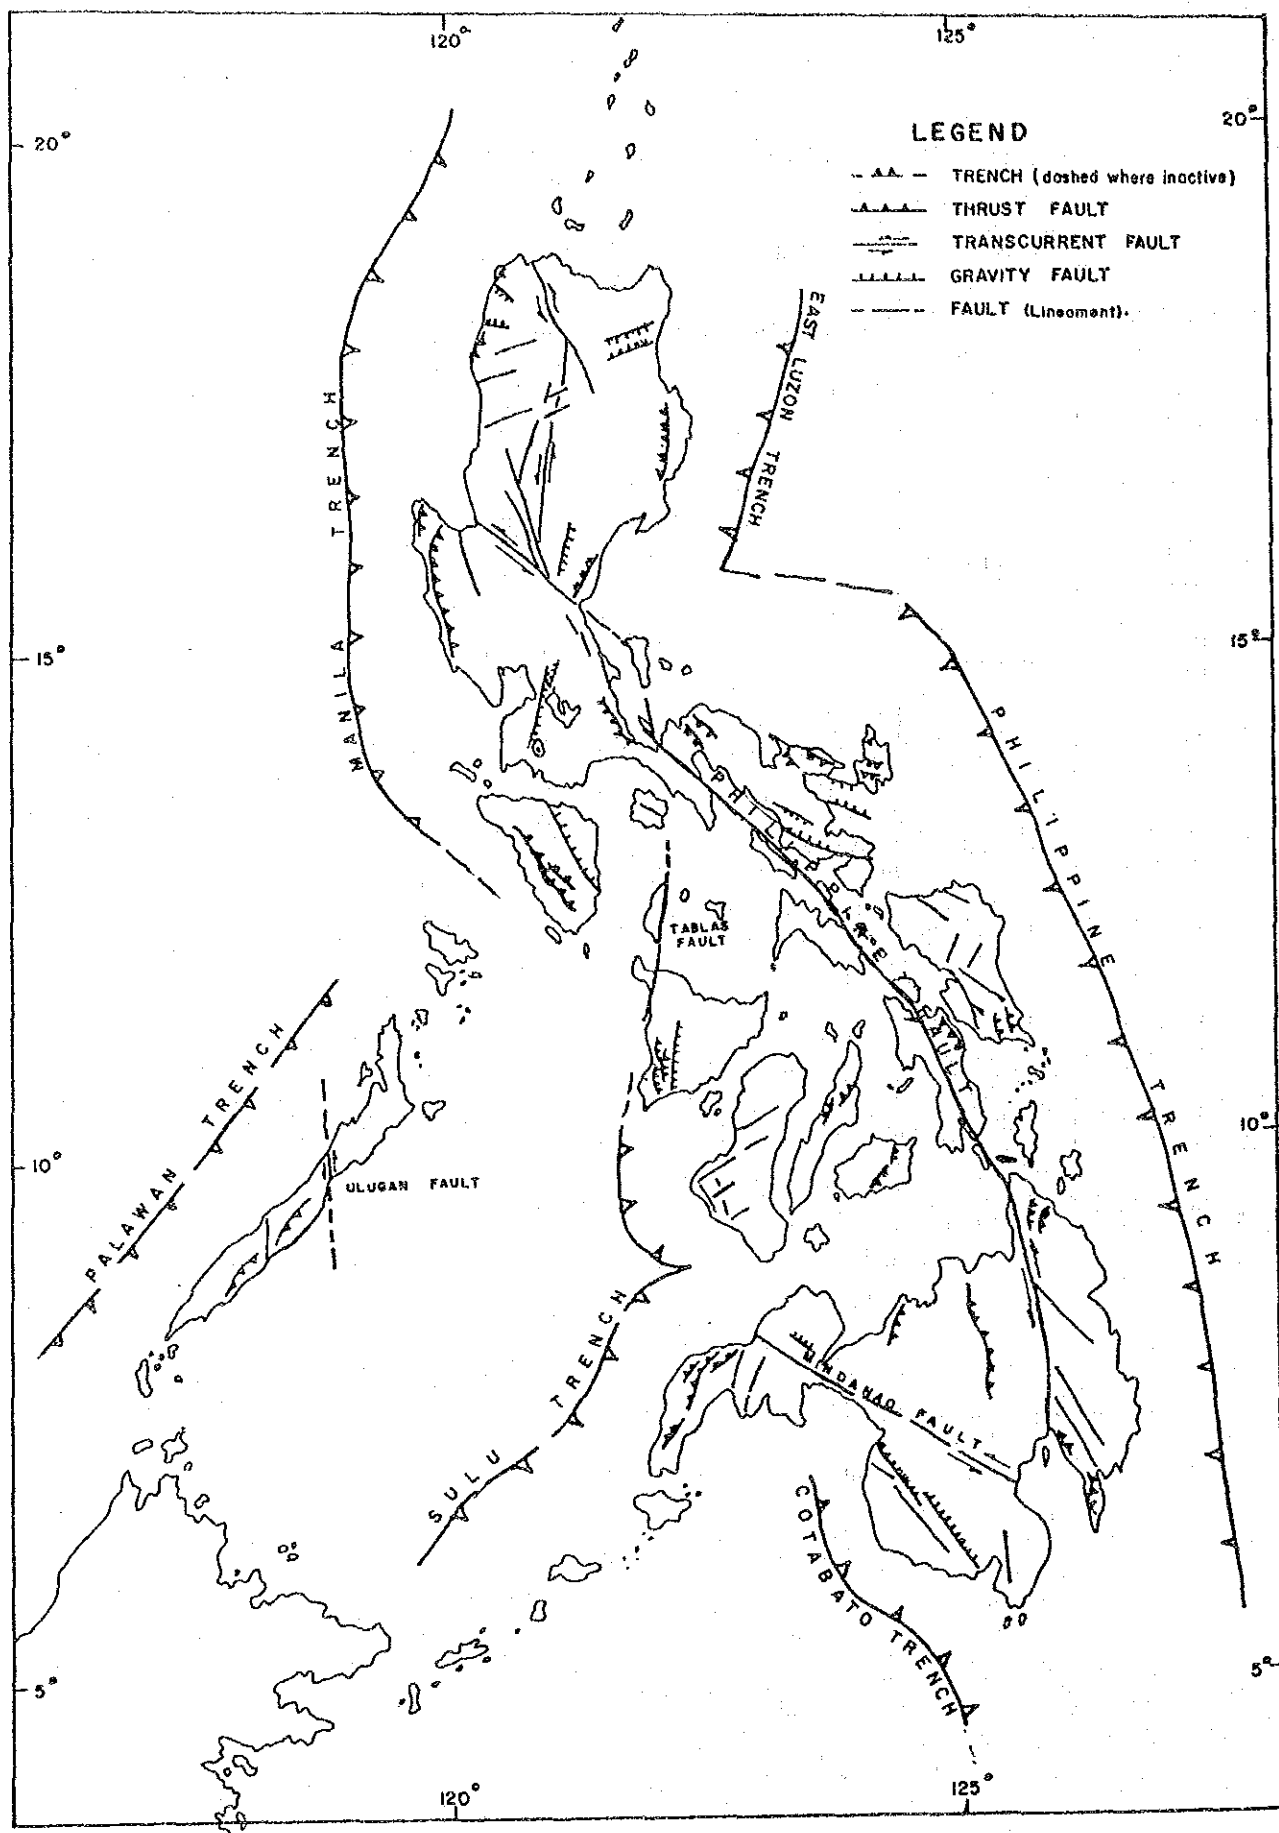 120°
125°
20°
20°
LEGEND
TRENCH (dashed where inactive)
THRUST FAULT
TRANSCURRENT FAULT
GRAVITY FAULT
FAULT (Lineament).
EAST LUZON TRENCH
MANILA TRENCH
15°
15°
PHILIPPINE TRENCH
PHILIPPINE FAULT
TABLAS
FAULT
PALAWAN TRENCH
10°
10°
ULUGAN FAULT
SULU TRENCH
MINDANAO FAULT
COTABATO TRENCH
5°
5°
120°
125°